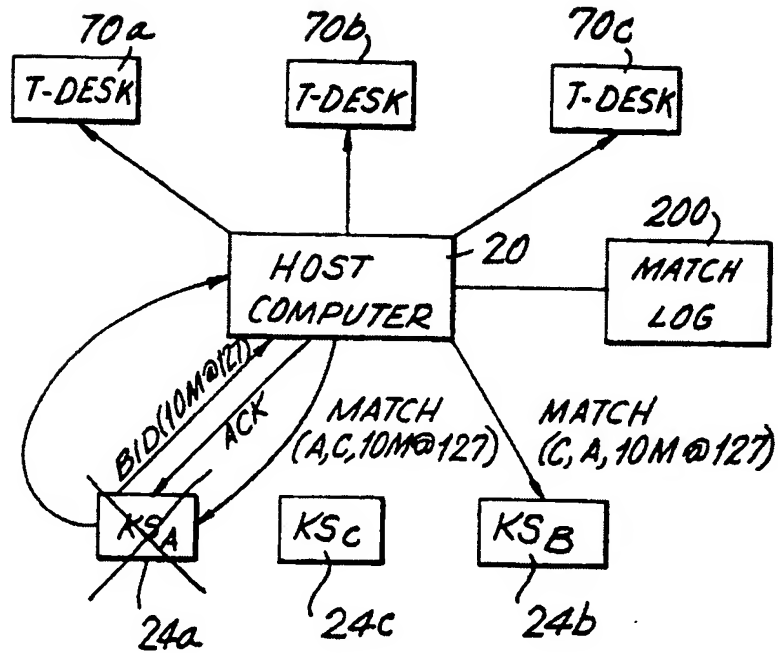 70a 70b 70c
T-DESK T-DESK T-DESK
200
20
HOST
COMPUTER
MATCH
LOG
BID(10M@127)
ACK
MATCH
(A,C,10M@127)
MATCH
(C,A,10M@127)
KSA KSC KSB
24a 24c 24b